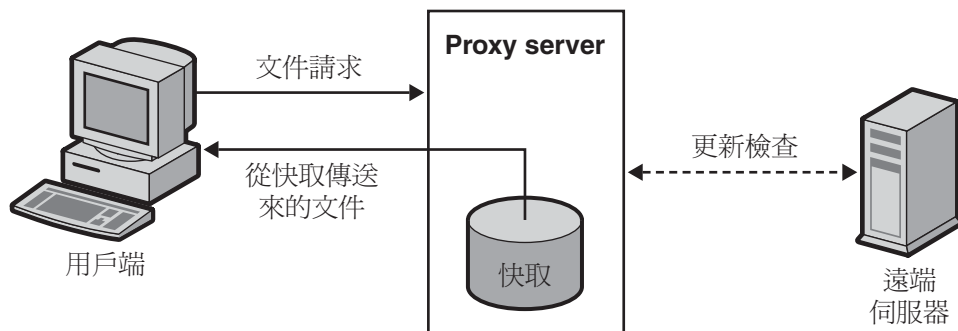 Proxy server
文件請求
更新檢查
從快取傳送
來的文件
快取
用戶端
遠端
伺服器